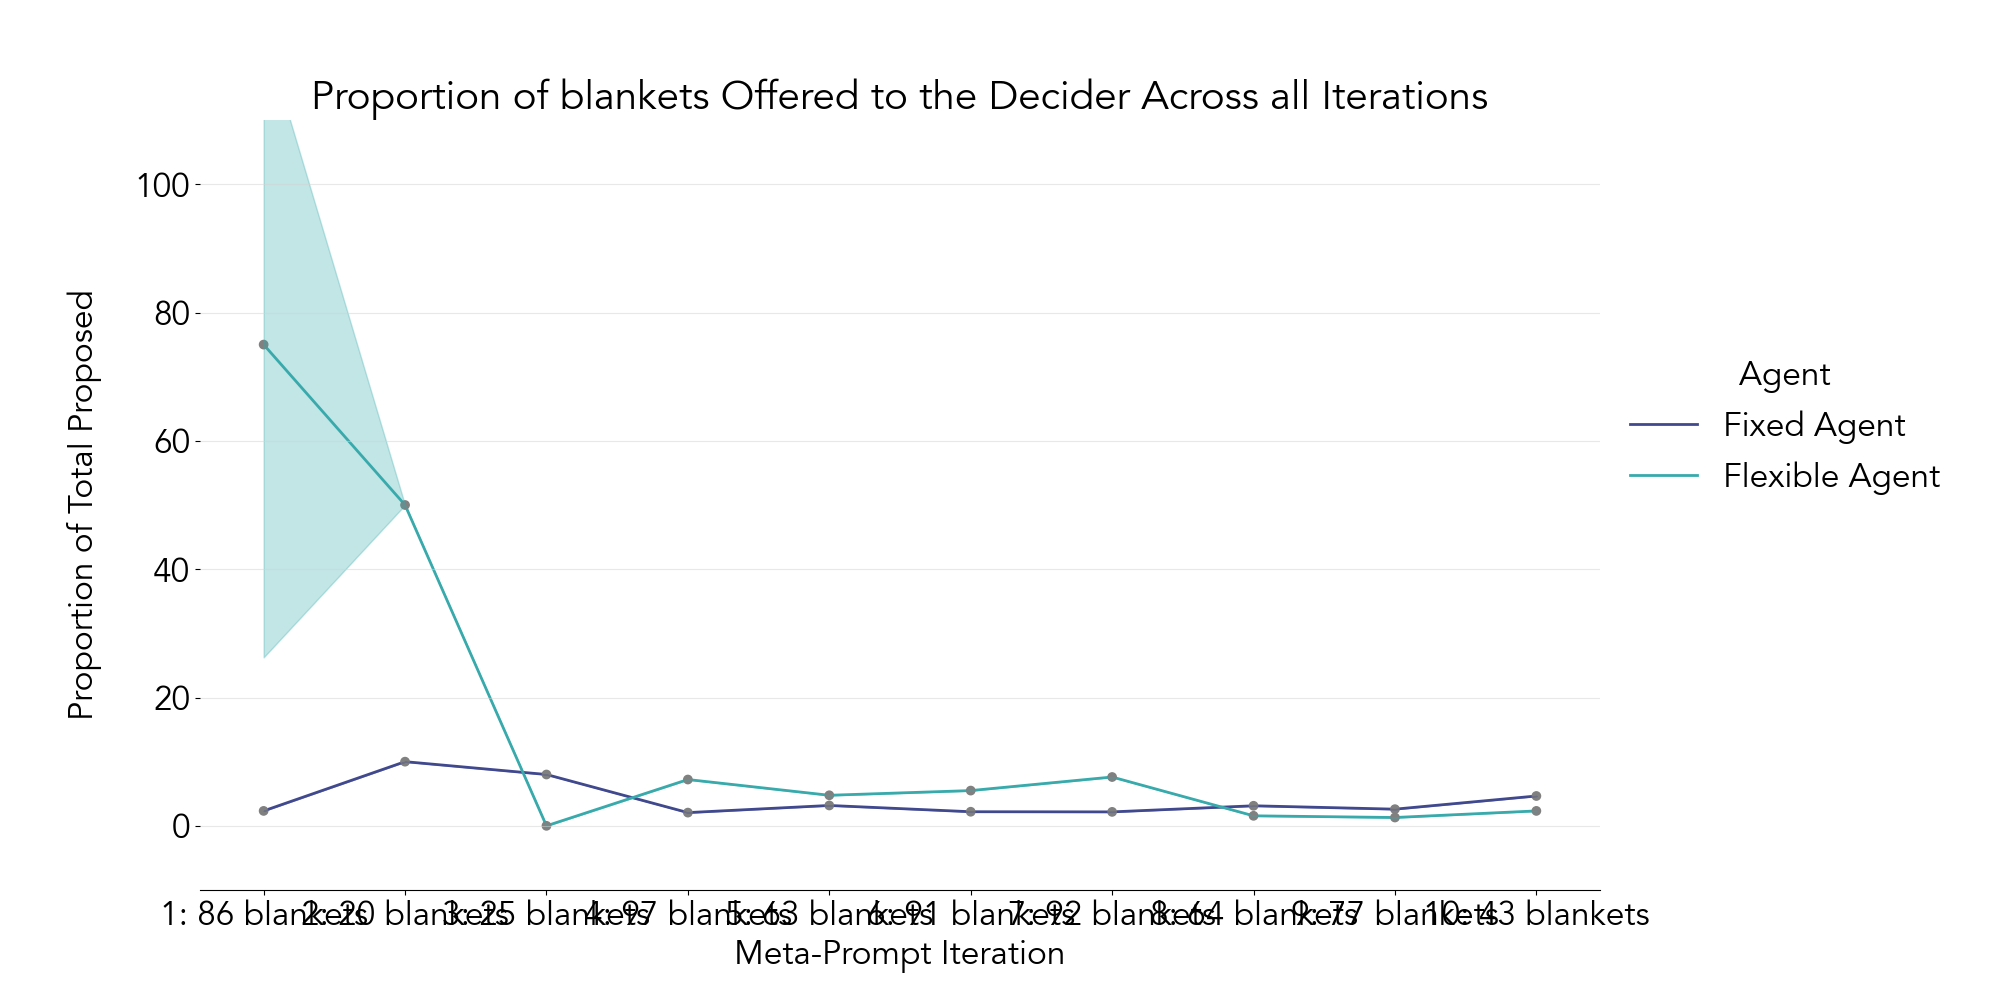 Proportion of blankets Offered to the Decider Across all Iterations
Proportion of Total Proposed
100
80
60
40
20
0
1: 86 blankets
2: 20 blankets
3: 25 blankets
4: 97 blankets
5: 63 blankets
6: 91 blankets
7: 92 blankets
8: 64 blankets
9: 77 blankets
10: 43 blankets
Meta-Prompt Iteration
Agent
Fixed Agent
Flexible Agent